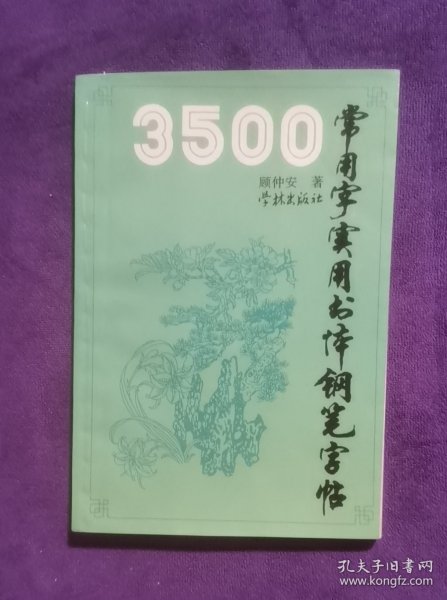 3500
常用字实用书体钢笔字帖
顾仲安 著
学林出版社
孔夫子旧书网
www.kongfz.com